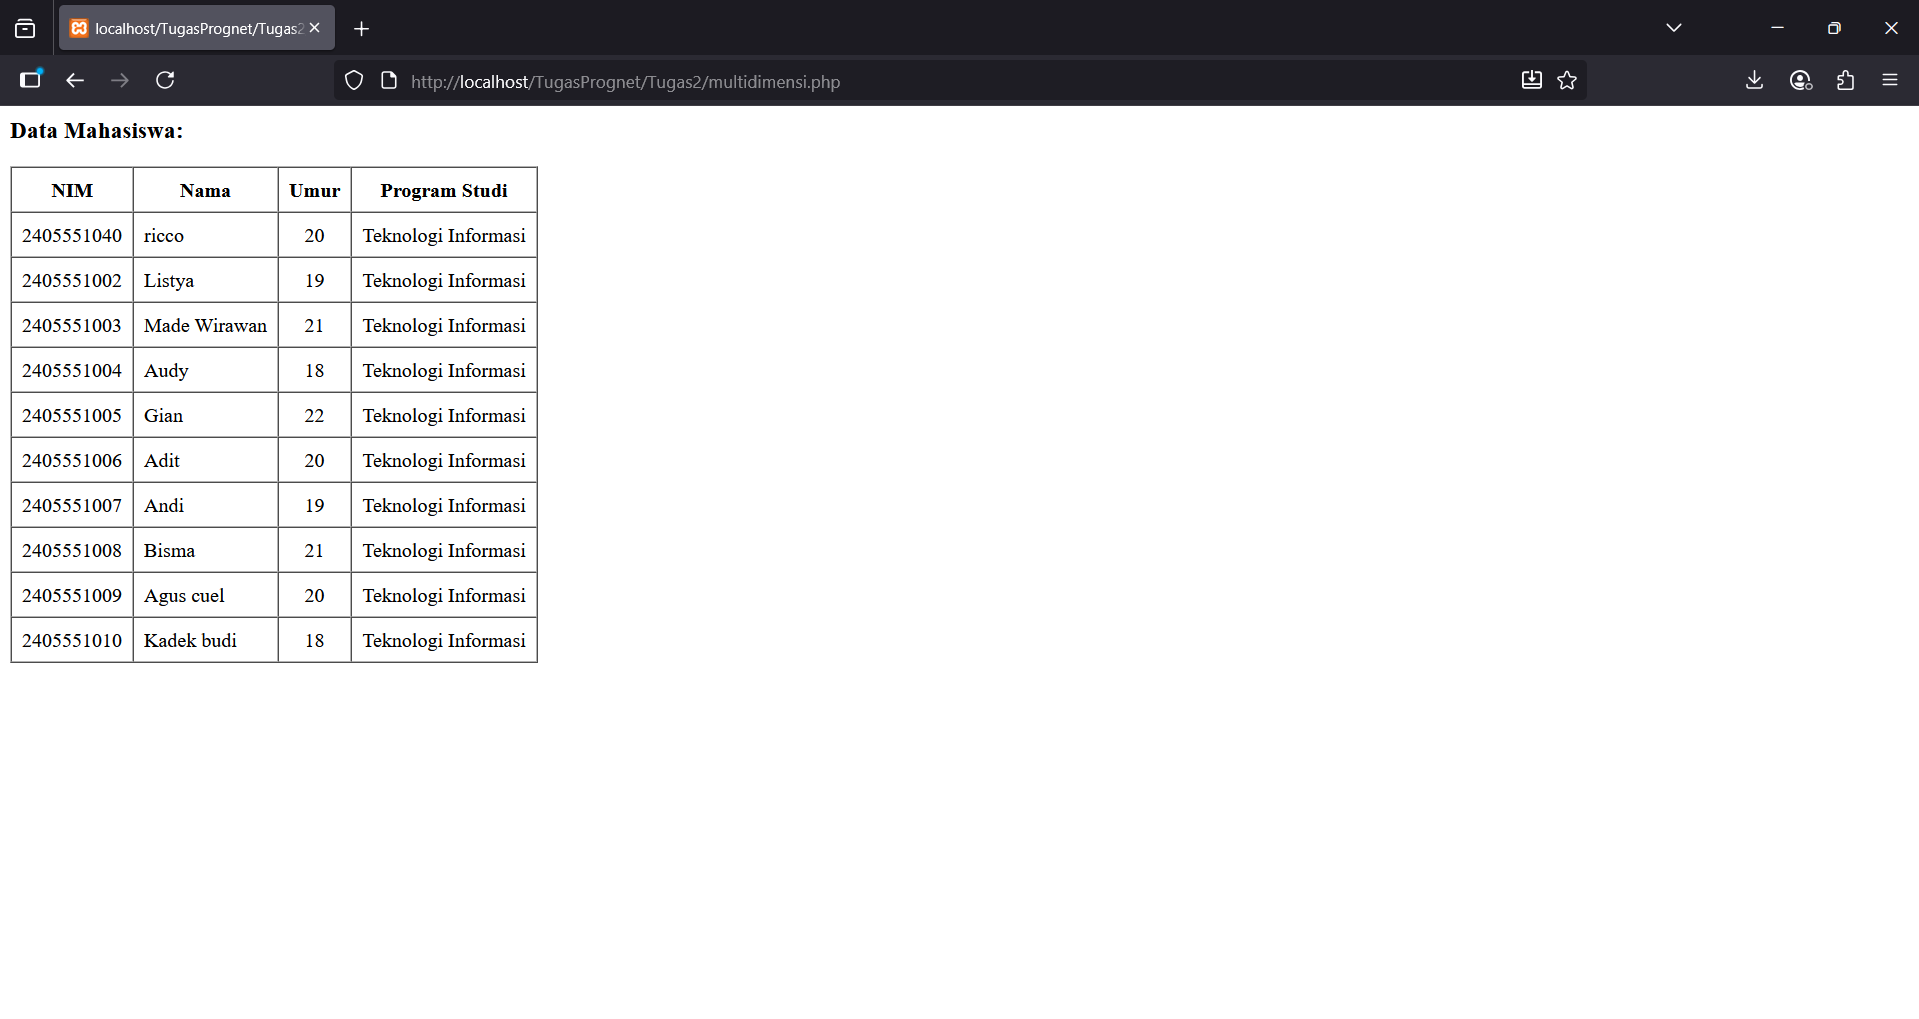 localhost/TugasPrognet/Tugas2
http://localhost/TugasPrognet/Tugas2/multidimensi.php
Data Mahasiswa:
NIM Nama Umur Program Studi
2405551040 ricco 20 Teknologi Informasi
2405551002 Listya 19 Teknologi Informasi
2405551003 Made Wirawan 21 Teknologi Informasi
2405551004 Audy 18 Teknologi Informasi
2405551005 Gian 22 Teknologi Informasi
2405551006 Adit 20 Teknologi Informasi
2405551007 Andi 19 Teknologi Informasi
2405551008 Bisma 21 Teknologi Informasi
2405551009 Agus cuel 20 Teknologi Informasi
2405551010 Kadek budi 18 Teknologi Informasi